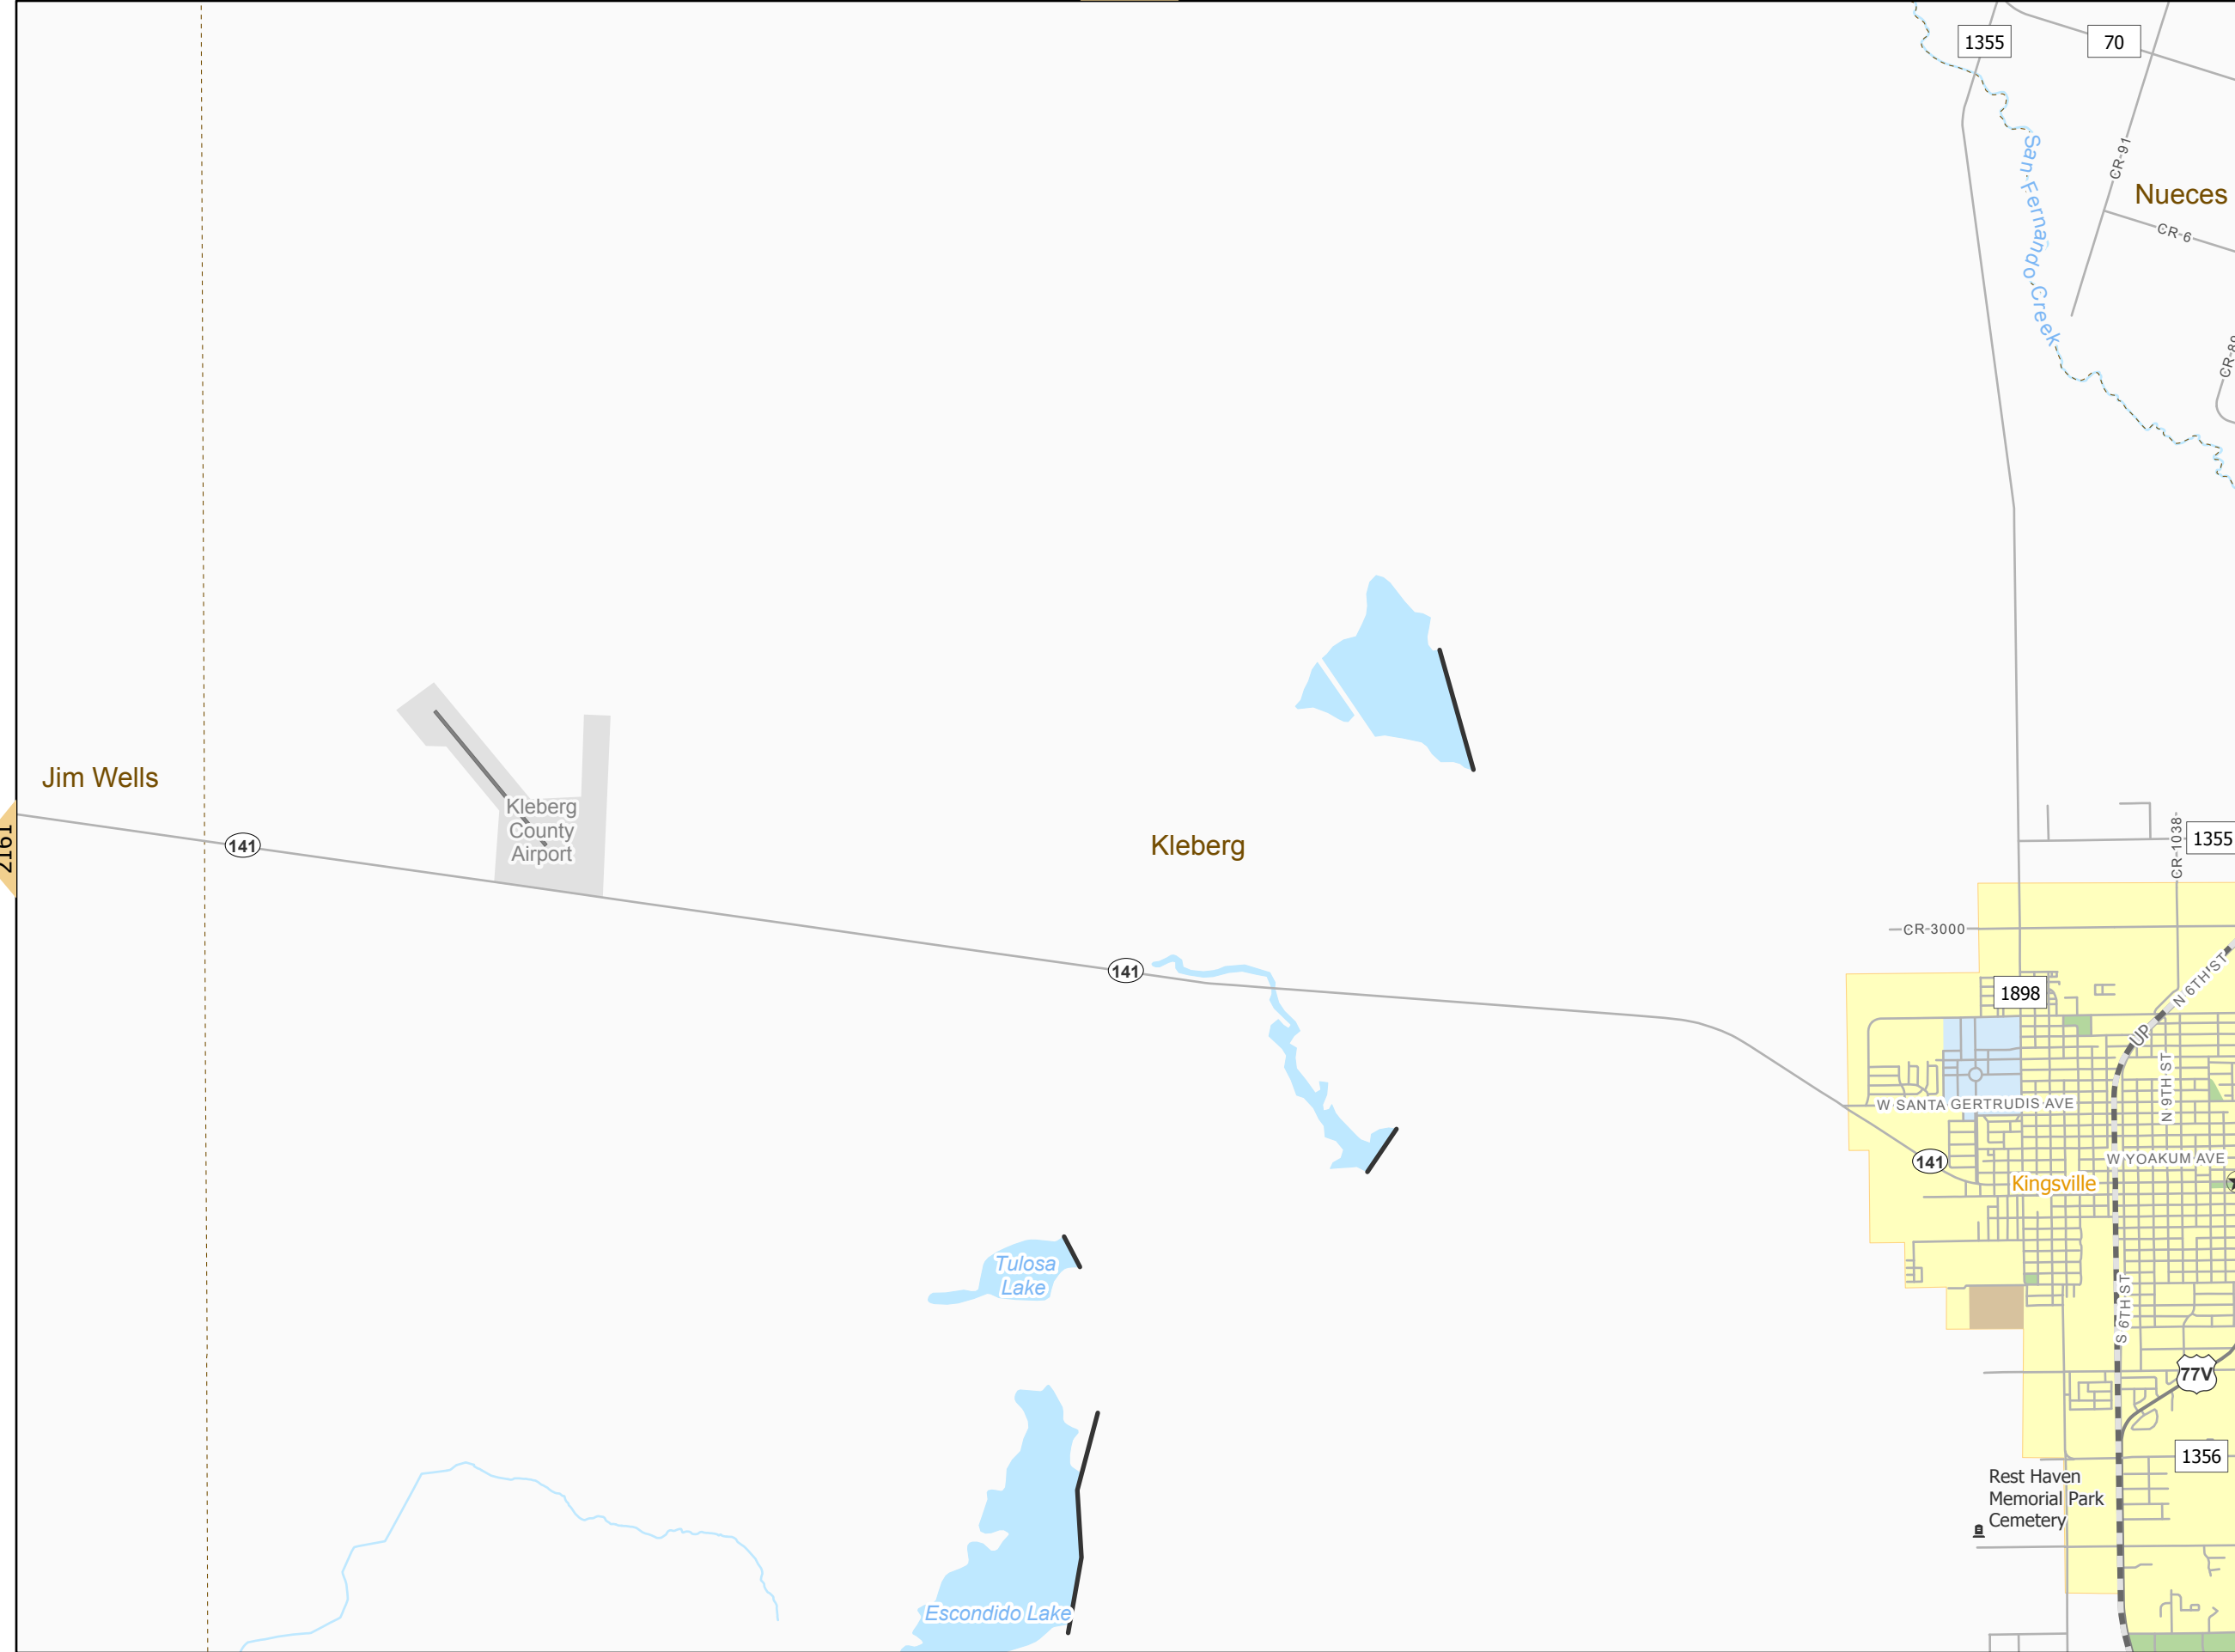 1355
70
San Fernando Creek
CR-91
Nueces
CR-6
Jim Wells
2161
141
Kleberg
County
Airport
Kleberg
141
CR-1038
1355
CR-3000
1898
N 6TH ST
UP
N 9TH ST
W SANTA GERTRUDIS AVE
141
W YOAKUM AVE
Kingsville
Tulosa
Lake
S 6TH ST
77V
1356
Rest Haven
Memorial Park
Cemetery
Escondido Lake